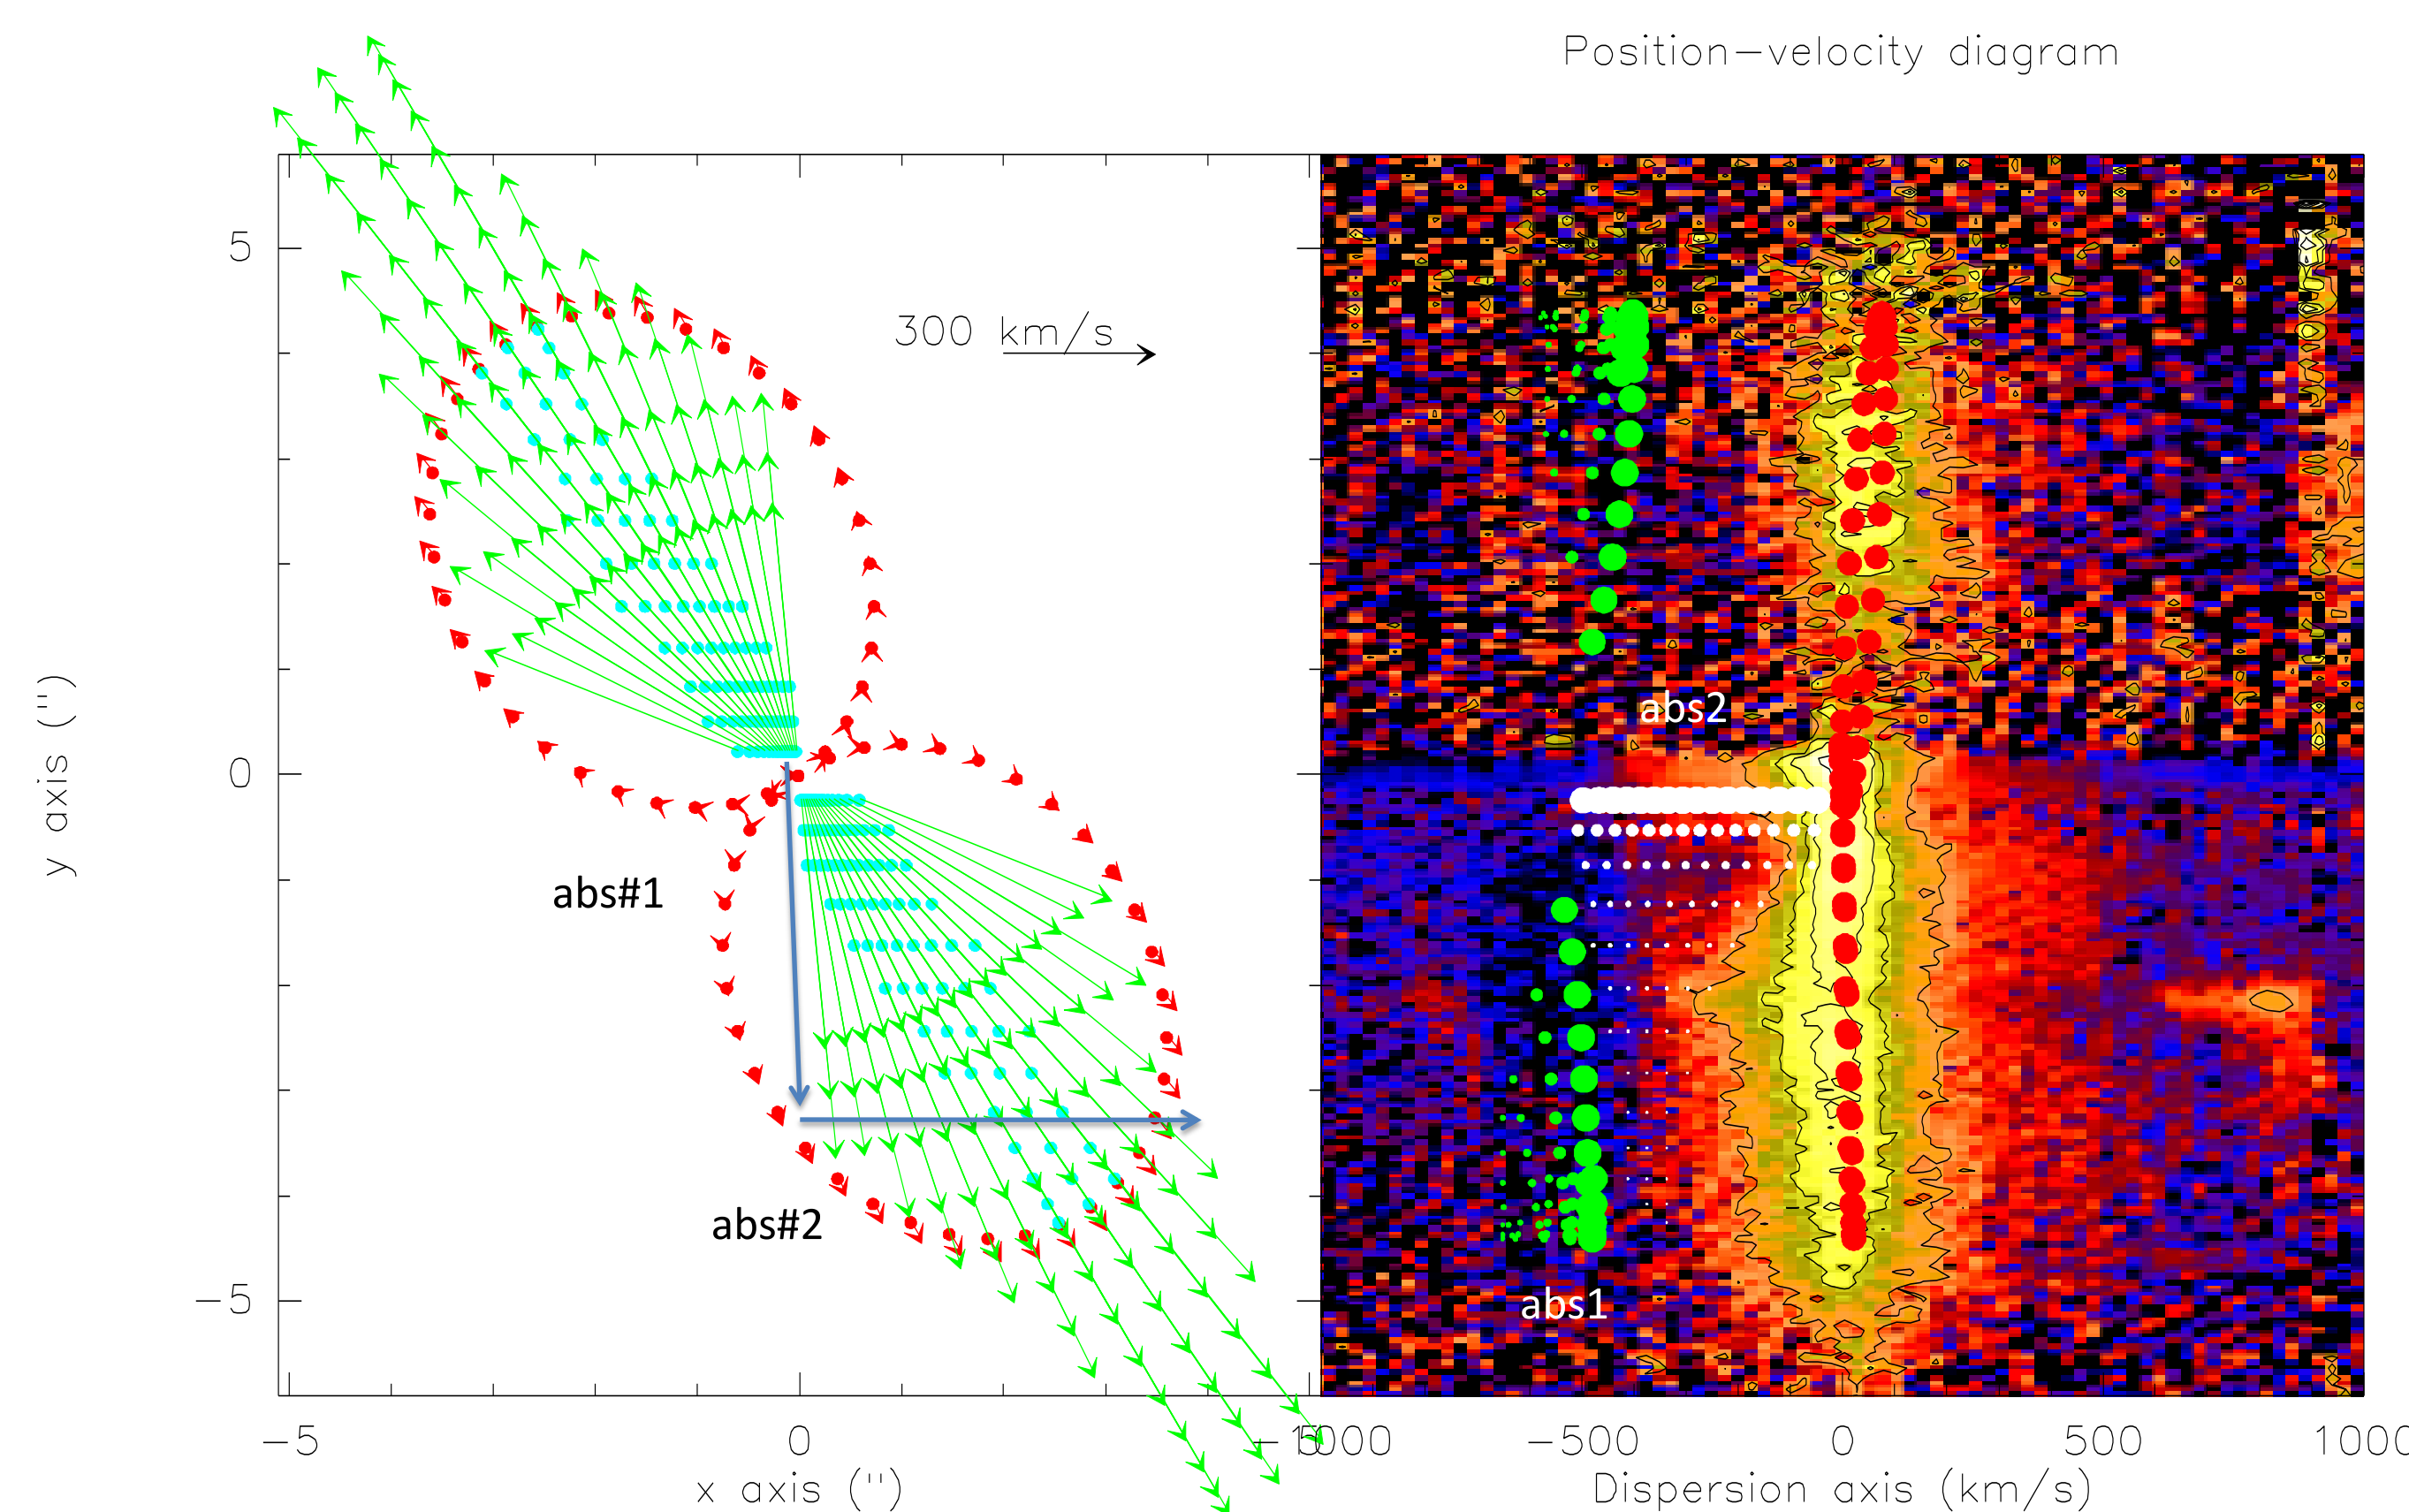 Position-velocity diagram
5
300 km/s
abs2
0
y axis (")
abs#1
abs#2
-5
abs1
-5
0
5
-1000
-500
0
500
1000
x axis (")
Dispersion axis (km/s)